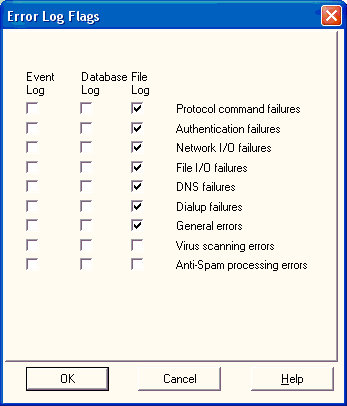 Error Log Flags
Event Database File
Log Log Log
Protocol command failures
Authentication failures
Network I/O failures
File I/O failures
DNS failures
Dialup failures
General errors
Virus scanning errors
Anti-Spam processing errors
OK Cancel Help